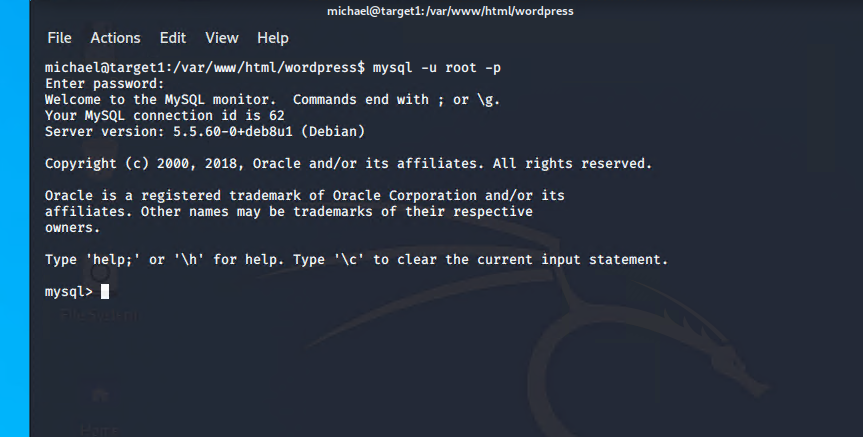 michael@target1: /var/www/html/wordpress
File Actions Edit View Help
michael@target1:/var/www/html/wordpress$ mysql -u root -p
Enter password:
Welcome to the MySQL monitor.  Commands end with ; or \g.
Your MySQL connection id is 62
Server version: 5.5.60-0+deb8u1 (Debian)
Copyright (c) 2000, 2018, Oracle and/or its affiliates. All rights reserved.
Oracle is a registered trademark of Oracle Corporation and/or its
affiliates. Other names may be trademarks of their respective
owners.
Type 'help;' or '\h' for help. Type '\c' to clear the current input statement.
mysql>
File System
Home